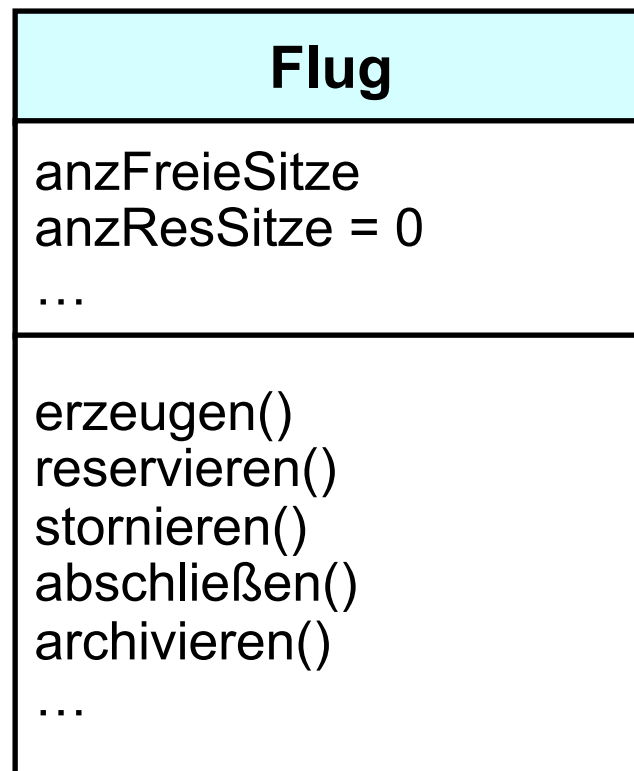 Flug
anzFreieSitze
anzResSitze = 0
…
erzeugen()
reservieren()
stornieren()
abschließen()
archivieren()
…